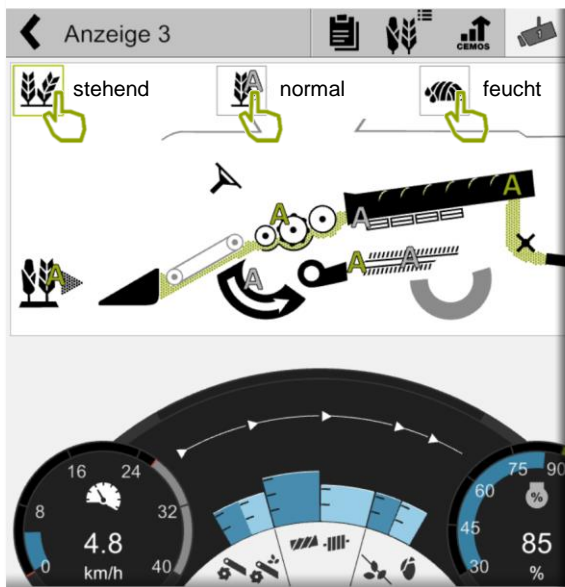 Anzeige 3
CEMOS
stehend
A
normal
feucht
A
A
A
A
A
A
A
8
16
24
32
0
40
4.8
km/h
30
45
60
75
90
%
85
%